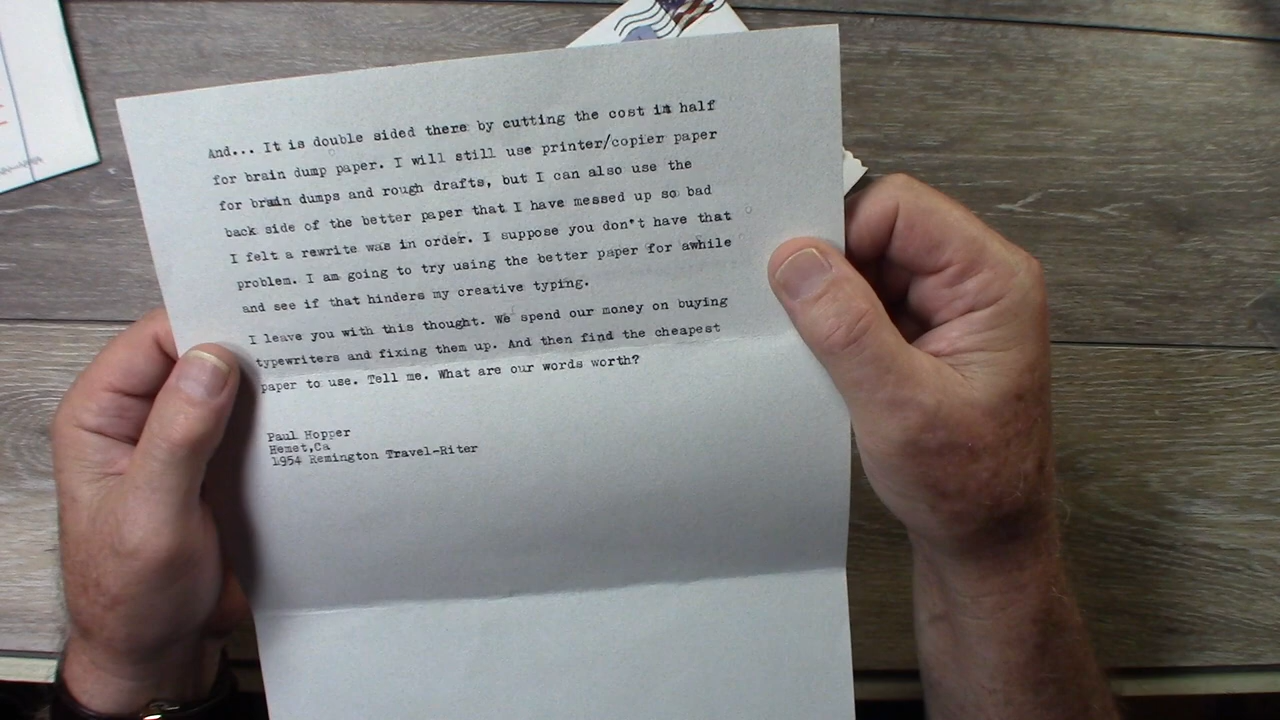 And... It is double sided there by cutting the cost in half
for brain dump paper. I will still use printer/copier paper
for brain dumps and rough drafts, but I can also use the
back side of the better paper that I have messed up so bad
I felt a rewrite was in order. I suppose you don't have that
problem. I am going to try using the better paper for awhile
and see if that hinders my creative typing.
I leave you with this thought. We spend our money on buying
typewriters and fixing them up. And then find the cheapest
paper to use. Tell me. What are our words worth?
Paul Hopper
Hemet,Ca
1954 Remington Travel-Riter